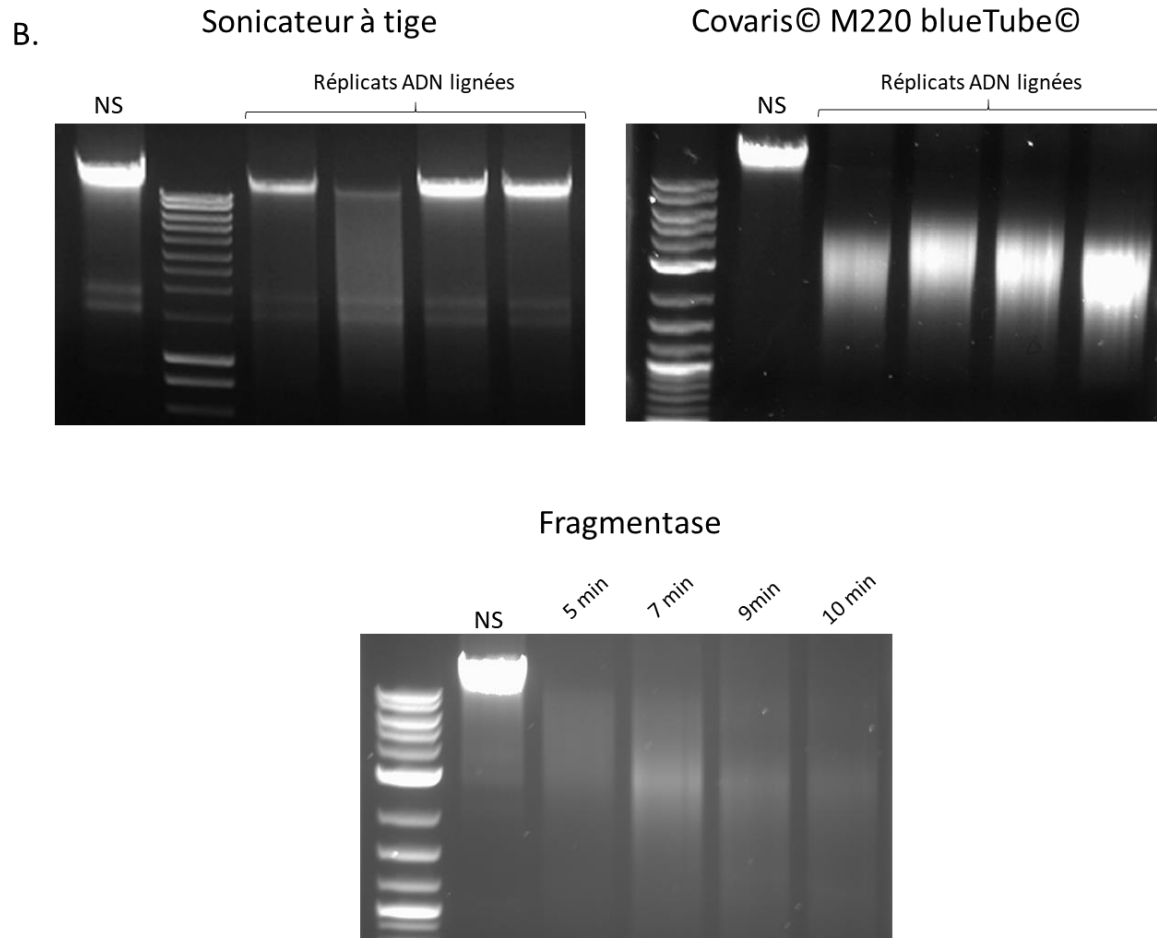 B.
Sonicateur à tige
Covaris© M220 blueTube©
Réplicats ADN lignées
Réplicats ADN lignées
NS
NS
Fragmentase
NS
5 min
7 min
9min
10 min